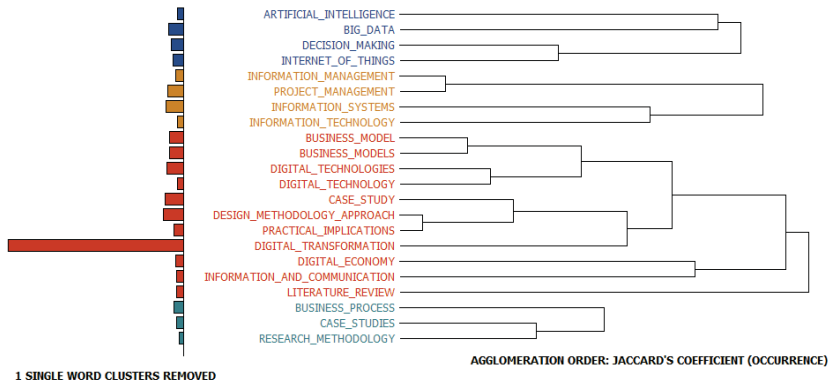 ARTIFICIAL_INTELLIGENCE
BIG_DATA
DECISION_MAKING
INTERNET_OF_THINGS
INFORMATION_MANAGEMENT
PROJECT_MANAGEMENT
INFORMATION_SYSTEMS
INFORMATION_TECHNOLOGY
BUSINESS_MODEL
BUSINESS_MODELS
DIGITAL_TECHNOLOGIES
DIGITAL_TECHNOLOGY
CASE_STUDY
DESIGN_METHODOLOGY_APPROACH
PRACTICAL_IMPLICATIONS
DIGITAL_TRANSFORMATION
DIGITAL_ECONOMY
INFORMATION_AND_COMMUNICATION
LITERATURE_REVIEW
BUSINESS_PROCESS
CASE_STUDIES
RESEARCH_METHODOLOGY
AGGLOMERATION ORDER: JACCARD'S COEFFICIENT (OCCURRENCE)
1 SINGLE WORD CLUSTERS REMOVED